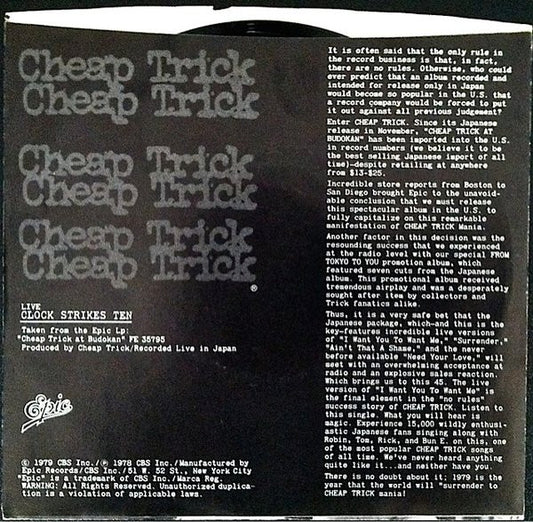 Cheap Trick
Cheap Trick
Cheap Trick
Cheap Trick
Cheap Trick
Cheap Trick
®
LIVE
CLOCK STRIKES TEN
Taken from the Epic Lp:
"Cheap Trick at Budokan" FE 35795
Produced by Cheap Trick/Recorded Live in Japan
Epic
© 1979 CBS Inc./℗ 1978 CBS Inc./Manufactured by
Epic Records/CBS Inc./51 W. 52 St., New York City
"Epic" is a trademark of CBS Inc./Marca Reg.
WARNING: All Rights Reserved. Unauthorized duplica-
tion is a violation of applicable laws.
It is often said that the only rule in
the record business is that, in fact,
there are no rules. Otherwise, who could
ever predict that an album recorded and
intended for release only in Japan
would become so popular in the U.S. that
a record company would be forced to put
it out against all previous judgement?
Enter CHEAP TRICK. Since its Japanese
release in November, "CHEAP TRICK AT
BUDOKAN" has been imported into the U.S.
in record numbers (we believe it to be
the best selling Japanese import of all
time)—despite retailing at anywhere
from $13-$25.
Incredible store reports from Boston to
San Diego brought Epic to the unavoid-
able conclusion that we must release
this spectacular album in the U.S. to
fully capitalize on this remarkable
manifestation of CHEAP TRICK Mania.
Another factor in this decision was the
resounding success that we experienced
at the radio level with our special FROM
TOKYO TO YOU promotion album, which
featured seven cuts from the Japanese
album. This promotional album received
tremendous airplay and was a desperately
sought after item by collectors and
Trick fanatics alike.
Thus, it is a very safe bet that the
Japanese package, which—and this is the
key—features incredible live versions
of "I Want You To Want Me," "Surrender,"
"Ain't That A Shame," and the never
before available "Need Your Love," will
meet with an overwhelming acceptance at
radio and an explosive sales reaction.
Which brings us to this 45. The live
version of "I Want You To Want Me" is
the final element in the "no rules"
success story of CHEAP TRICK. Listen to
this single. What you will hear is
magic. Experience 15,000 wildly enthusi-
astic Japanese fans singing along with
Robin, Tom, Rick, and Bun E. on this, one
of the most popular CHEAP TRICK songs
of all time. We've never heard anything
quite like it...and neither have you.
There is no doubt about it; 1979 is the
year that the world will "surrender to
CHEAP TRICK mania!